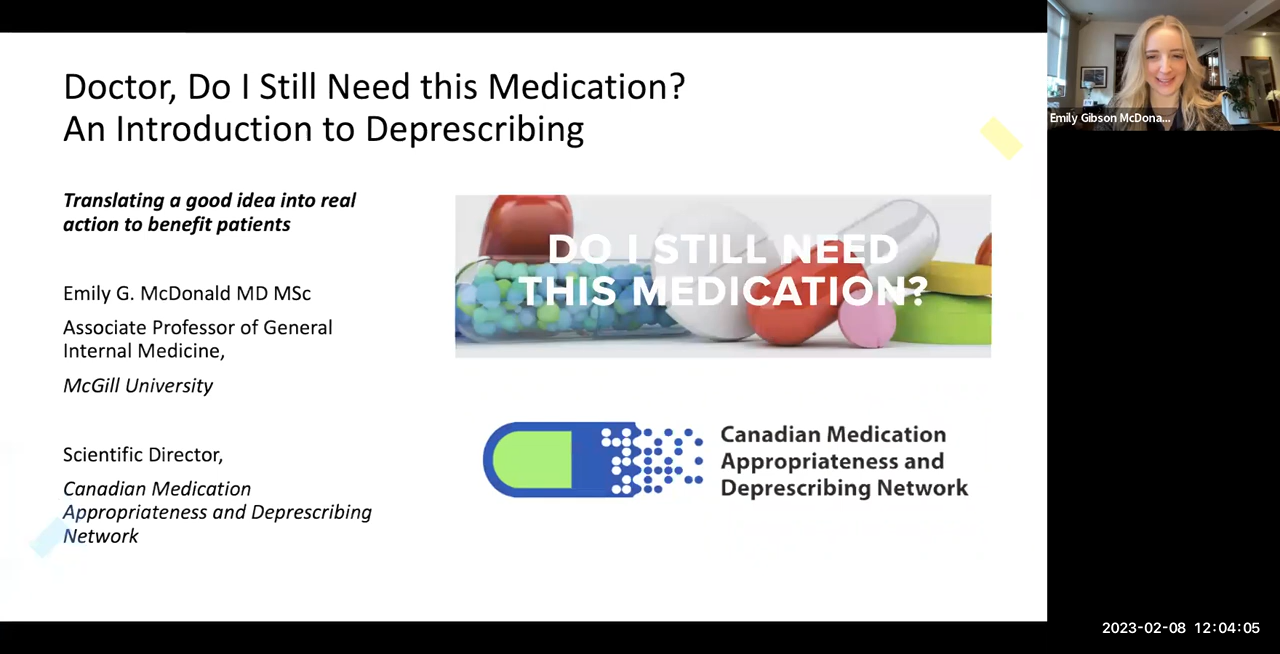 Doctor, Do I Still Need this Medication?
An Introduction to Deprescribing
Translating a good idea into real
action to benefit patients
Emily G. McDonald MD MSc
Associate Professor of General
Internal Medicine,
McGill University
Scientific Director,
Canadian Medication
Appropriateness and Deprescribing
Network
DO I STILL NEED
THIS MEDICATION?
Canadian Medication
Appropriateness and
Deprescribing Network
Emily Gibson McDona...
2023-02-08 12:04:05